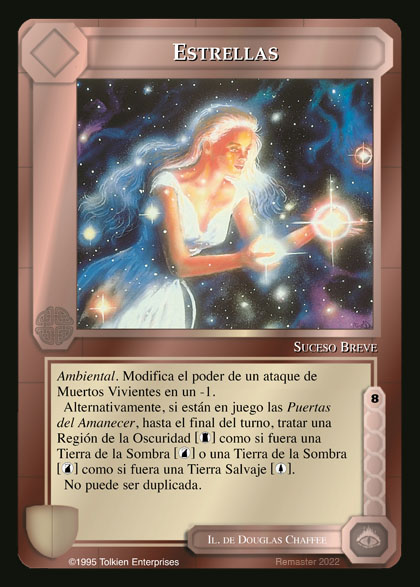 ESTRELLAS
SUCESO BREVE
Ambiental. Modifica el poder de un ataque de
Muertos Vivientes en un -1.
Alternativamente, si están en juego las Puertas
del Amanecer, hasta el final del turno, tratar una
Región de la Oscuridad [] como si fuera una
Tierra de la Sombra [] o una Tierra de la Sombra
[] como si fuera una Tierra Salvaje [].
No puede ser duplicada.
8
IL. DE DOUGLAS CHAFFEE
©1995 Tolkien Enterprises
Remaster 2022